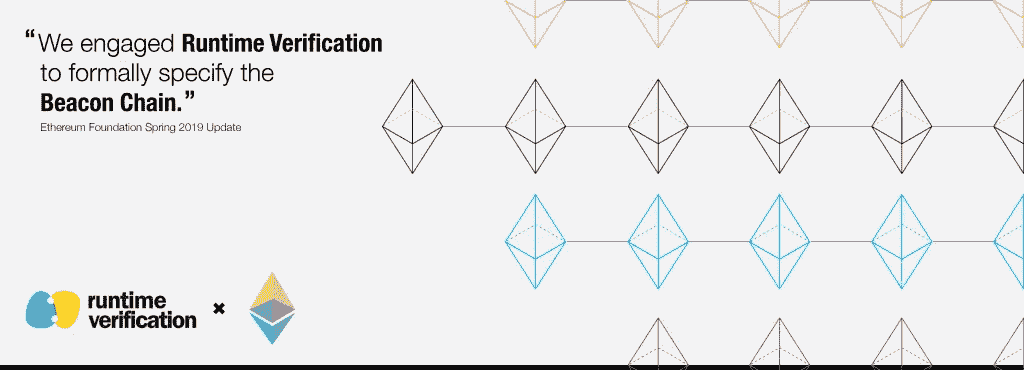 “We engaged Runtime Verification
to formally specify the
Beacon Chain.”
Ethereum Foundation Spring 2019 Update
runtime
verification